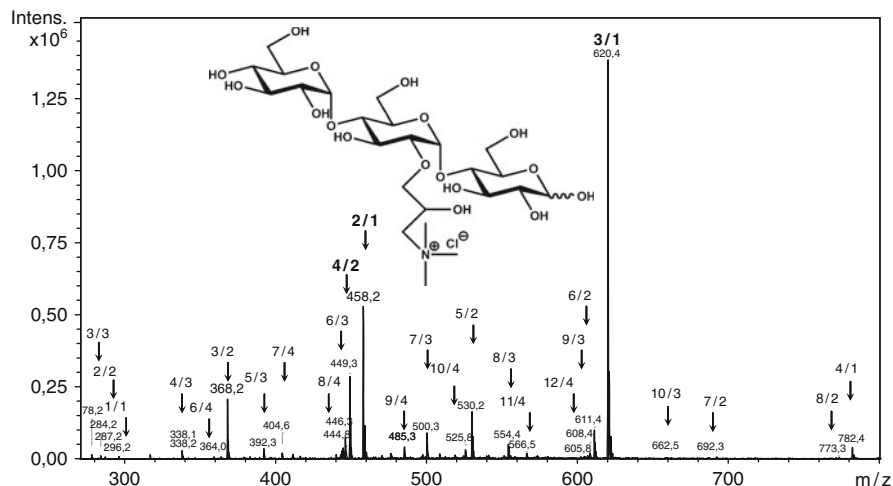 Intens.
x10⁶
1,25
1,00
0,75
0,50
0,25
0,00
300
400
500
600
700
m/z
OH
O
HO
HO
OH
O
OH
O
HO
O
O
OH
O
HO
OH
OH
OH
N⊕
Cl⊖
3/1
620,4
2/1
458,2
4/2
6/3
449,3
446,3
444,8
3/3
2/2
1/1
78,2
284,2
287,2
296,2
4/3
338,1
338,2
6/4
364,0
3/2
368,2
5/3
392,3
7/4
404,6
8/4
9/4
485,3
7/3
500,3
10/4
525,8
5/2
530,2
8/3
554,4
11/4
566,5
12/4
9/3
6/2
611,4
608,4
605,8
10/3
662,5
7/2
692,3
8/2
773,3
4/1
782,4